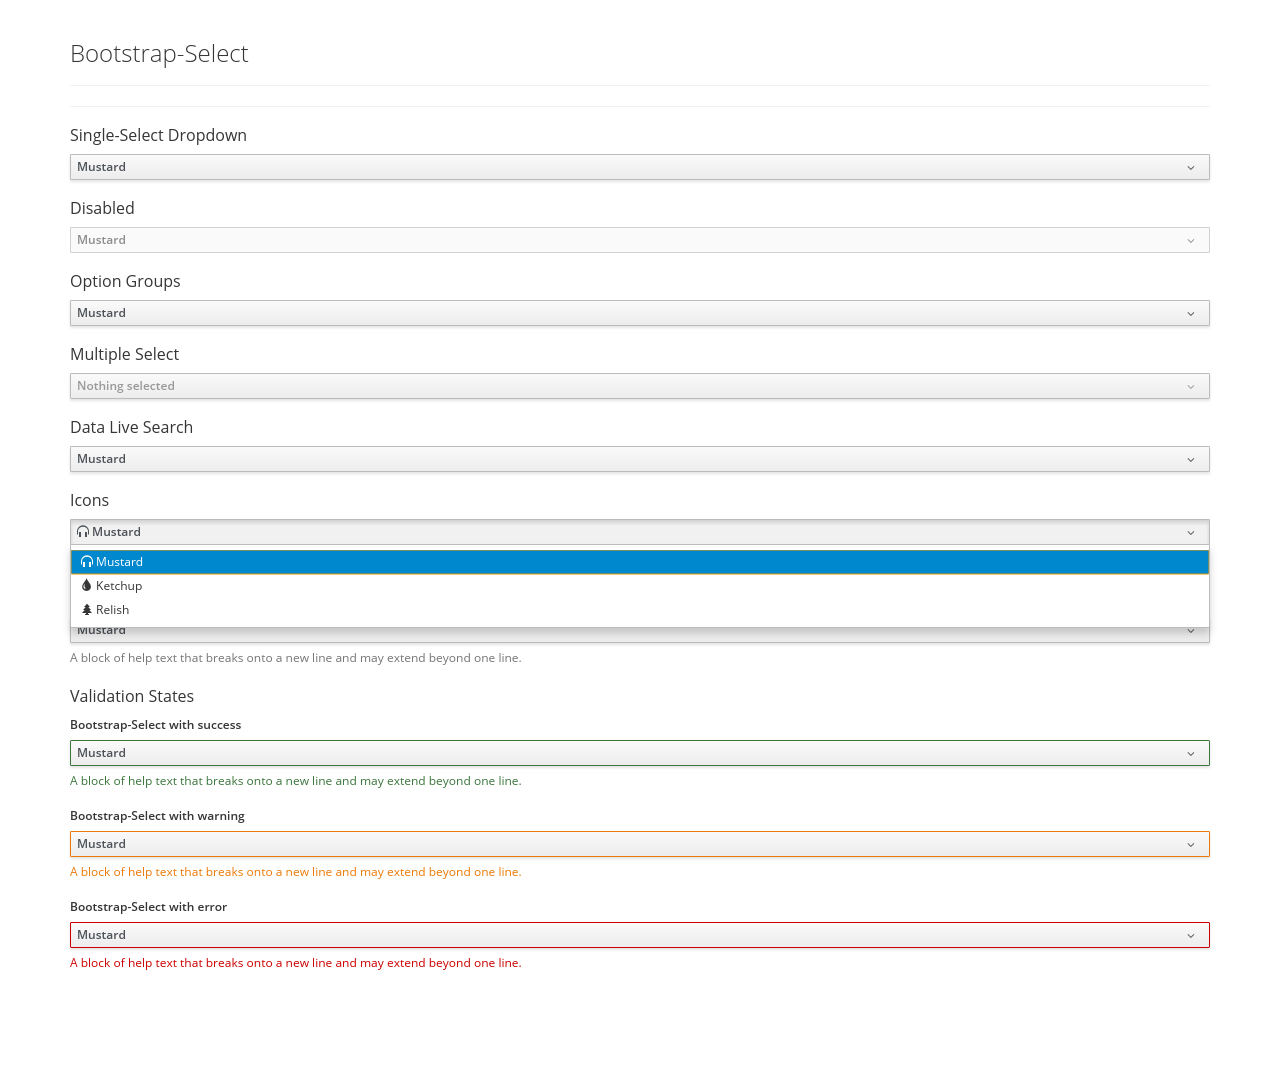 Bootstrap-Select
Single-Select Dropdown
Mustard
Disabled
Mustard
Option Groups
Mustard
Multiple Select
Nothing selected
Data Live Search
Mustard
Icons
Mustard
Mustard
Ketchup
Relish
Mustard
A block of help text that breaks onto a new line and may extend beyond one line.
Validation States
Bootstrap-Select with success
Mustard
A block of help text that breaks onto a new line and may extend beyond one line.
Bootstrap-Select with warning
Mustard
A block of help text that breaks onto a new line and may extend beyond one line.
Bootstrap-Select with error
Mustard
A block of help text that breaks onto a new line and may extend beyond one line.